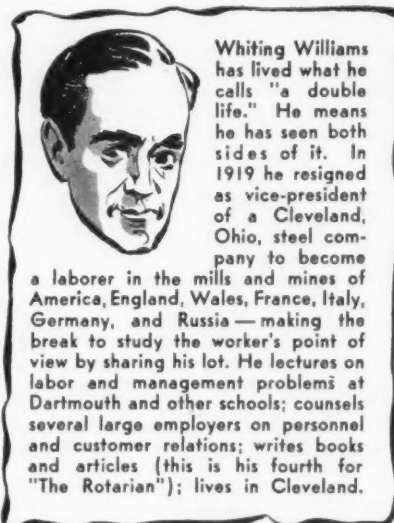 Whiting Williams
has lived what he
calls "a double
life." He means
he has seen both
sides of it. In
1919 he resigned
as vice-president
of a Cleveland,
Ohio, steel com-
pany to become
a laborer in the mills and mines of
America, England, Wales, France, Italy,
Germany, and Russia — making the
break to study the worker's point of
view by sharing his lot. He lectures on
labor and management problems at
Dartmouth and other schools; counsels
several large employers on personnel
and customer relations; writes books
and articles (this is his fourth for
"The Rotarian"); lives in Cleveland.